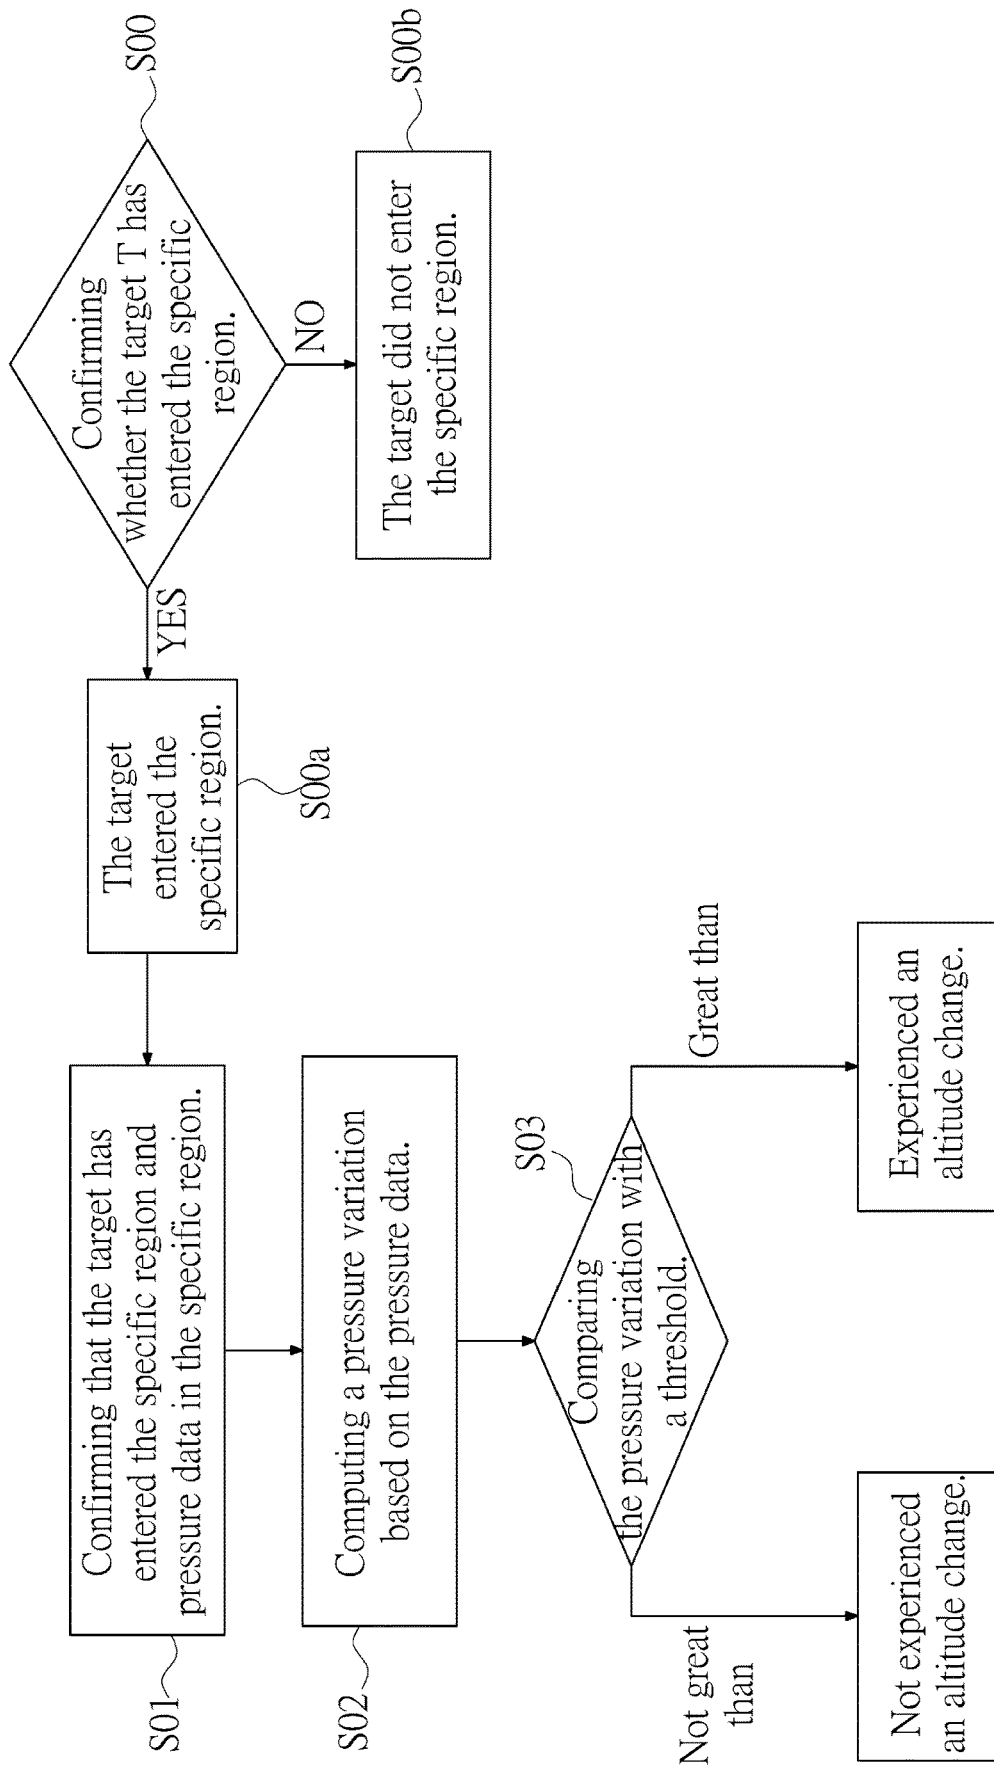 S00
Confirming
whether the target T has
entered the specific
region.
YES
NO
S00b
The target did not enter
the specific region.
The target
entered the
specific region.
S00a
Confirming that the target has
entered the specific region and
pressure data in the specific region.
S01
Computing a pressure variation
based on the pressure data.
S02
S03
Comparing
the pressure variation with
a threshold.
Not great
than
Great than
Not experienced
an altitude change.
Experienced an
altitude change.